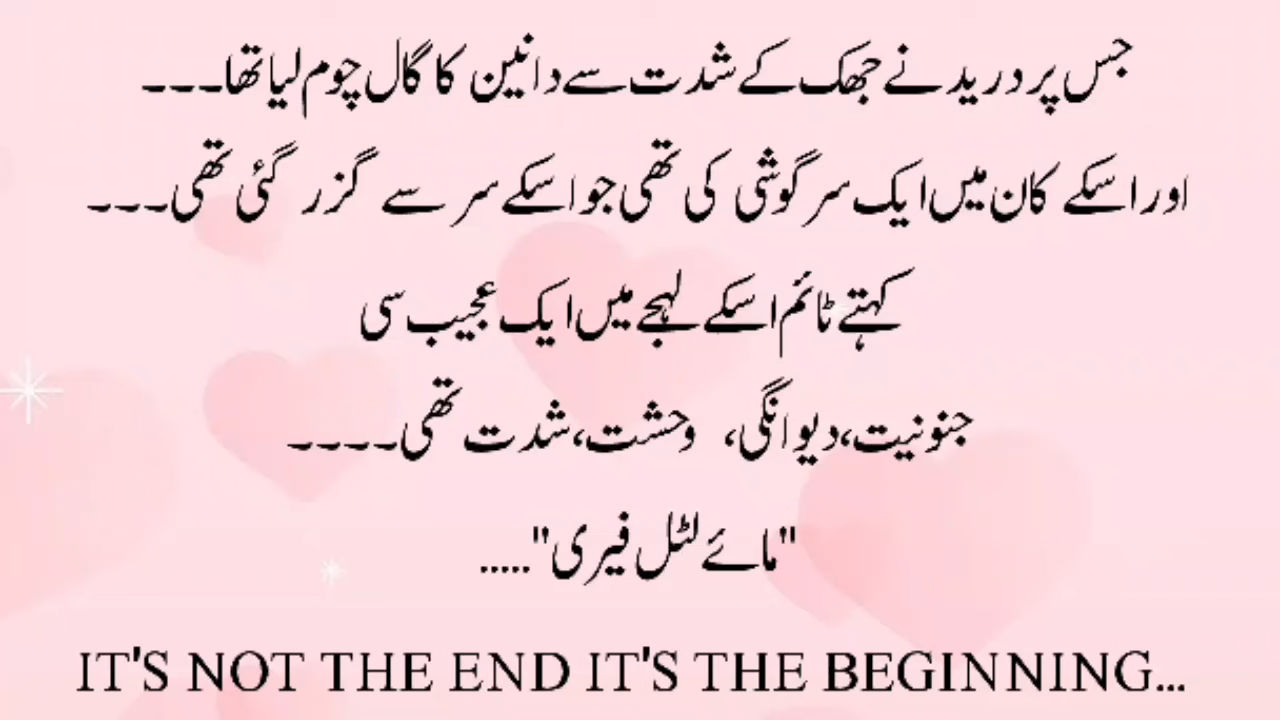 جس پر درید نے جھک کے شدت سے دانین کا گال چوم لیا تھا۔۔۔
اور اسکے کان میں ایک سرگوشی کی تھی جو اسکے سر سے گزر گئی تھی۔۔۔
کہتے ٹائم اسکے لہجے میں ایک عجیب سی
جنونیت،دیوانگی، وحشت،شدت تھی۔۔۔۔
"مائے لٹل فیری".....
IT'S NOT THE END IT'S THE BEGINNING...